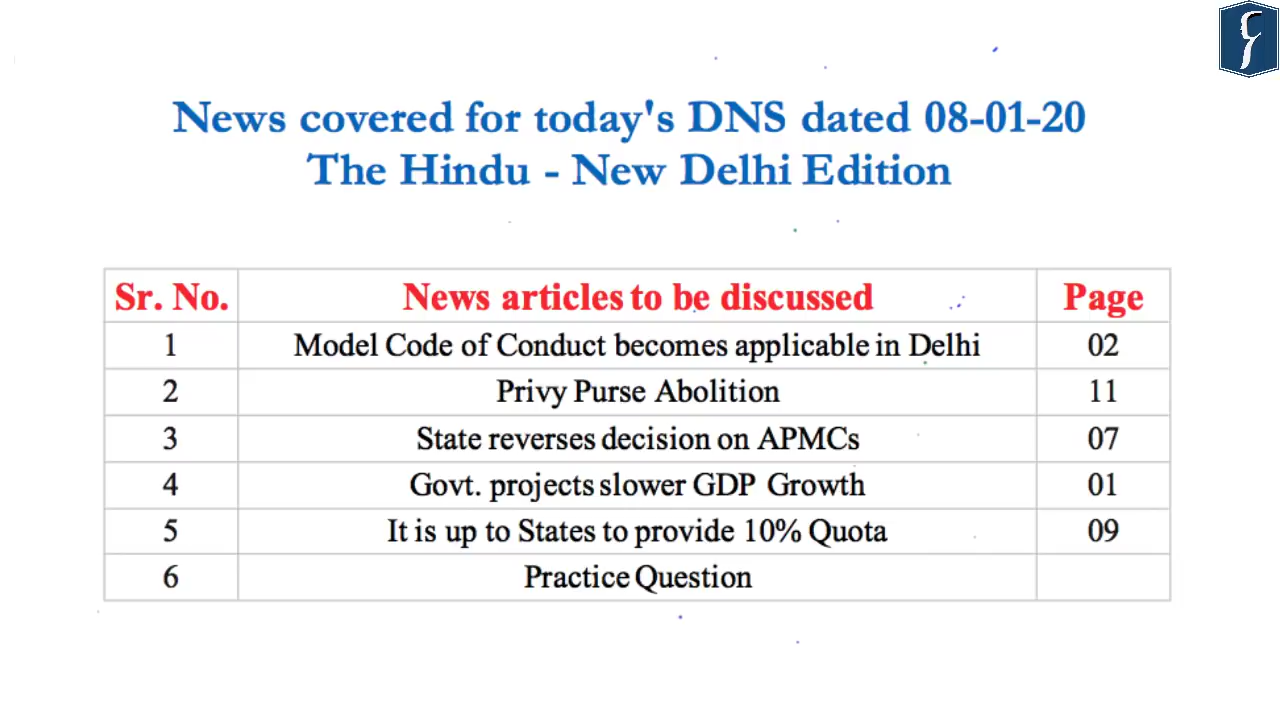 News covered for today's DNS dated 08-01-20
The Hindu - New Delhi Edition
Sr. No. News articles to be discussed Page
1 Model Code of Conduct becomes applicable in Delhi 02
2 Privy Purse Abolition 11
3 State reverses decision on APMCs 07
4 Govt. projects slower GDP Growth 01
5 It is up to States to provide 10% Quota 09
6 Practice Question